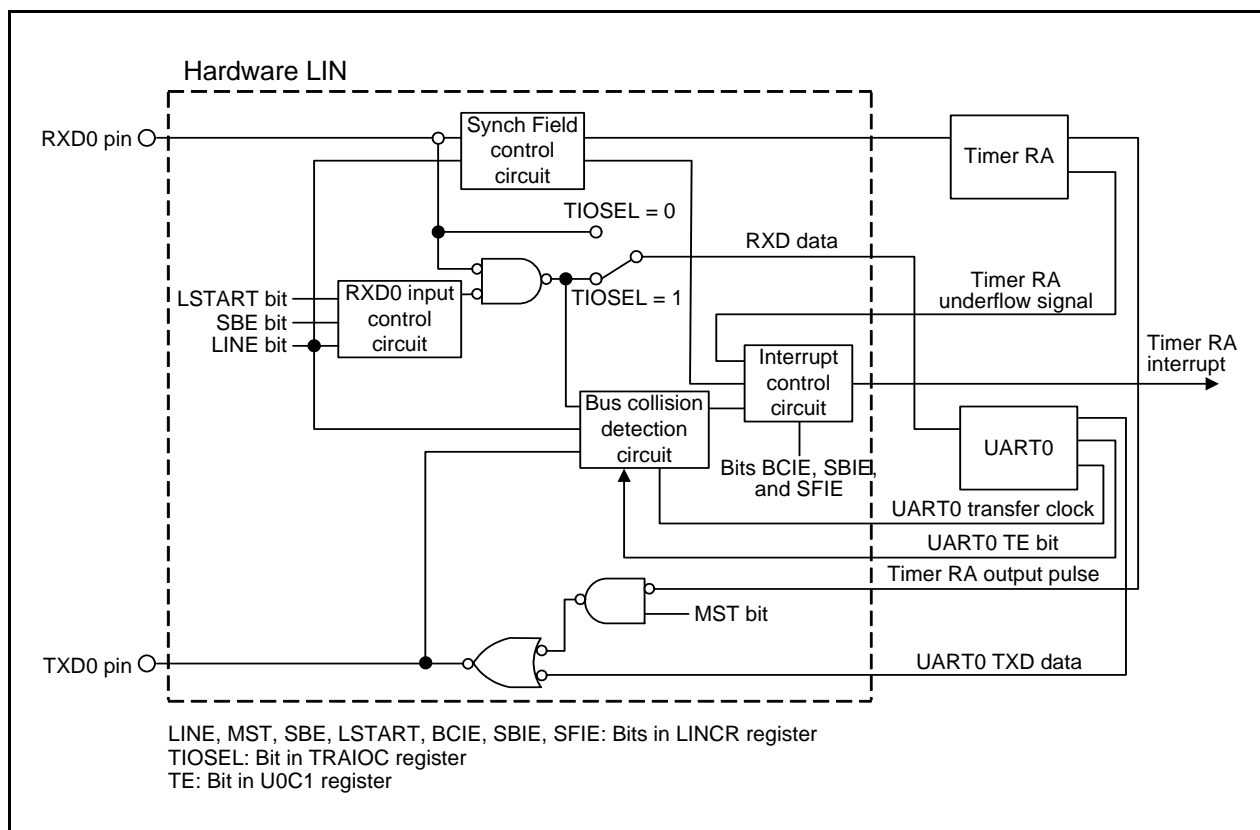 Hardware LIN
RXD0 pin
Synch Field
control
circuit
Timer RA
TIOSEL = 0
RXD data
TIOSEL = 1
Timer RA
underflow signal
LSTART bit
SBE bit
LINE bit
RXD0 input
control
circuit
Interrupt
control
circuit
Timer RA
interrupt
Bus collision
detection
circuit
UART0
Bits BCIE, SBIE,
and SFIE
UART0 transfer clock
UART0 TE bit
Timer RA output pulse
MST bit
TXD0 pin
UART0 TXD data
LINE, MST, SBE, LSTART, BCIE, SBIE, SFIE: Bits in LINCR register
TIOSEL: Bit in TRAIOC register
TE: Bit in U0C1 register